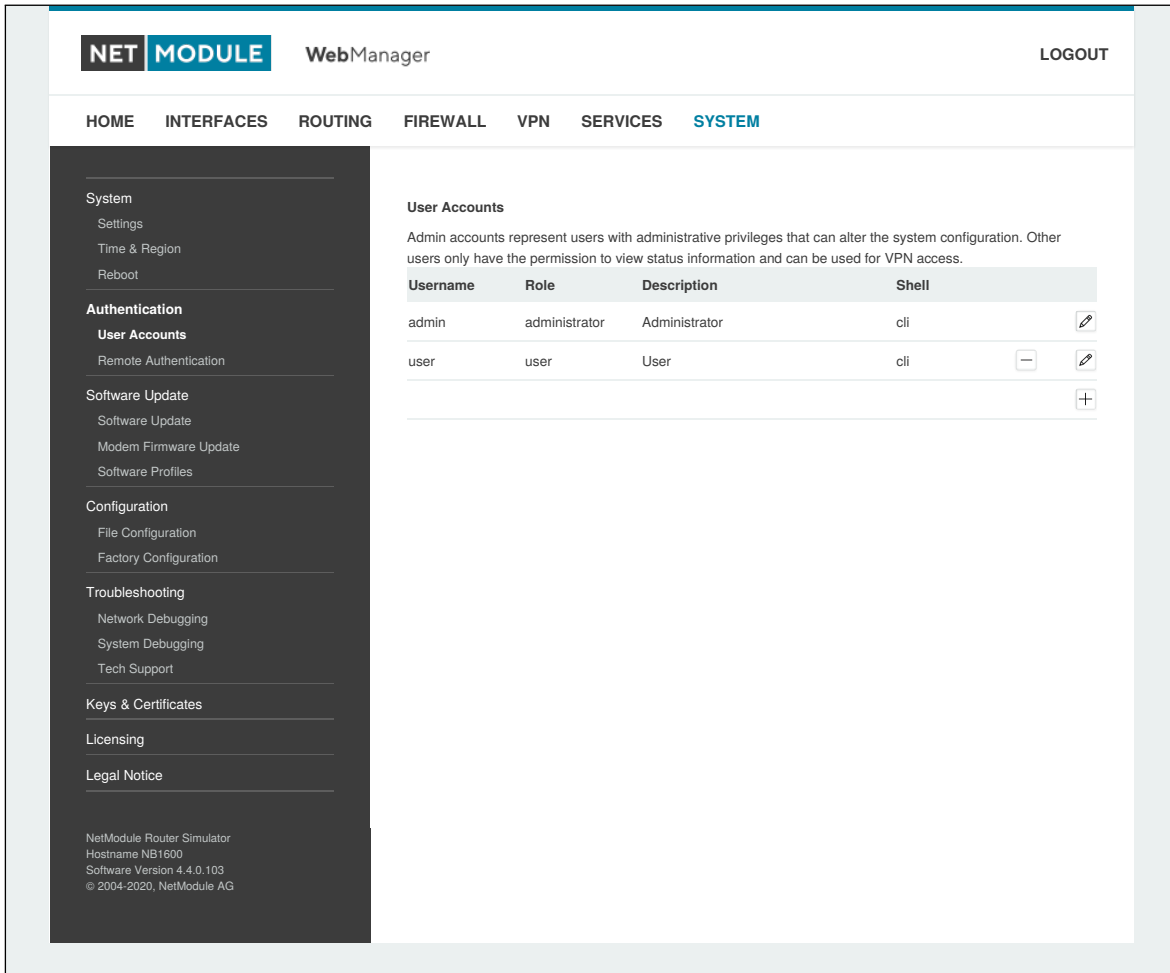 NET MODULE WebManager LOGOUT
HOME INTERFACES ROUTING FIREWALL VPN SERVICES SYSTEM
System
Settings
Time & Region
Reboot
Authentication
User Accounts
Remote Authentication
Software Update
Software Update
Modem Firmware Update
Software Profiles
Configuration
File Configuration
Factory Configuration
Troubleshooting
Network Debugging
System Debugging
Tech Support
Keys & Certificates
Licensing
Legal Notice
NetModule Router Simulator
Hostname NB1600
Software Version 4.4.0.103
© 2004-2020, NetModule AG
User Accounts
Admin accounts represent users with administrative privileges that can alter the system configuration. Other
users only have the permission to view status information and can be used for VPN access.
Username Role Description Shell
admin administrator Administrator cli
user user User cli